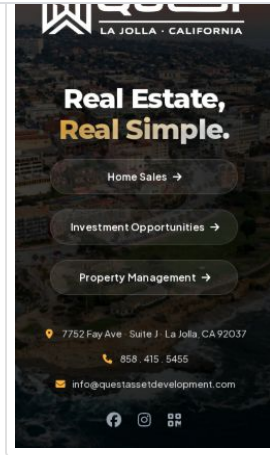 QUEST
LA JOLLA · CALIFORNIA
Real Estate,
Real Simple.
Home Sales →
Investment Opportunities →
Property Management →
7752 Fay Ave · Suite J · La Jolla, CA 92037
858 . 415 . 5455
info@questassetdevelopment.com